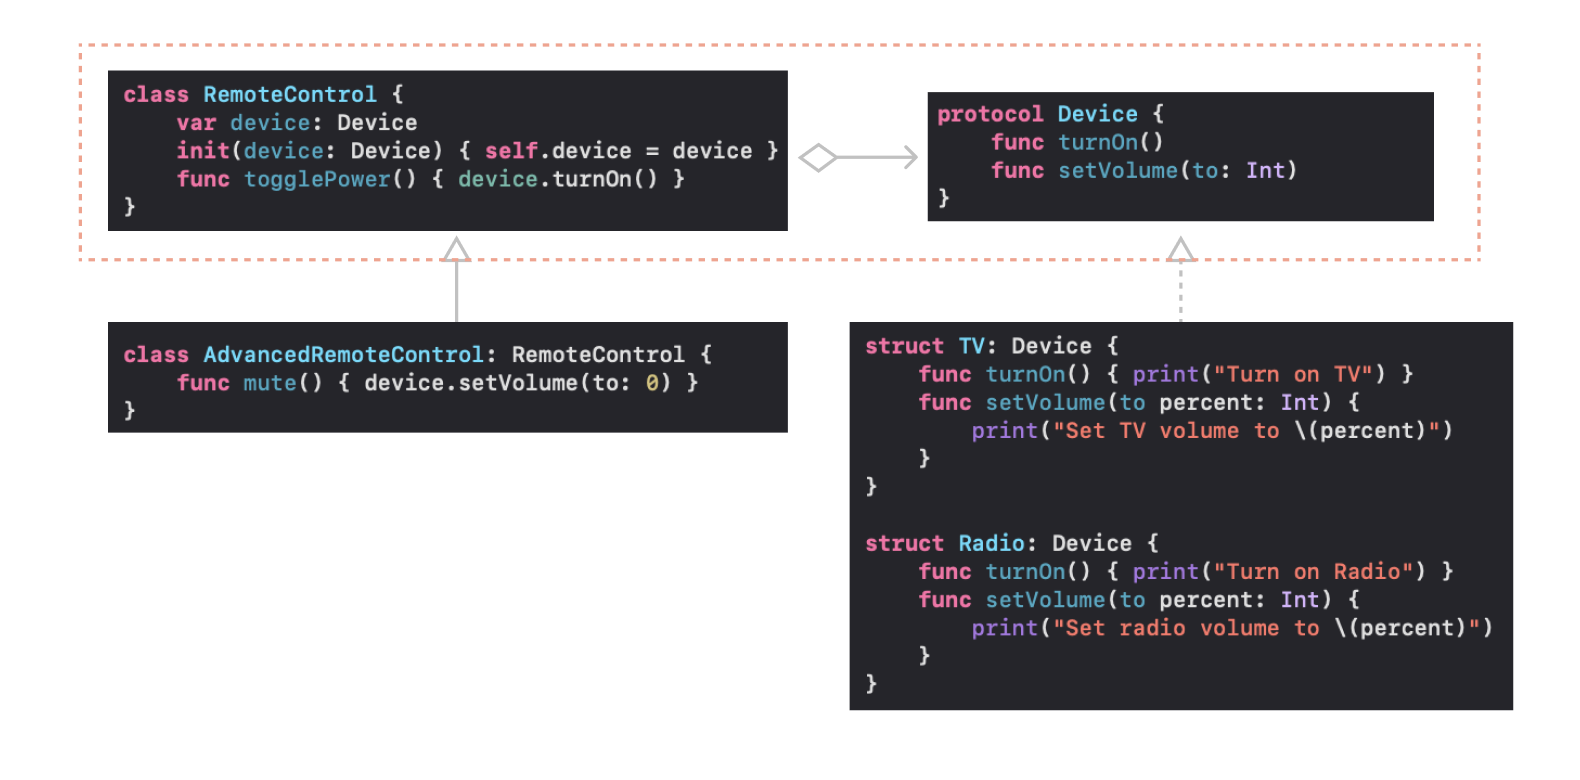 class RemoteControl {
    var device: Device
    init(device: Device) { self.device = device }
    func togglePower() { device.turnOn() }
}
protocol Device {
    func turnOn()
    func setVolume(to: Int)
}
class AdvancedRemoteControl: RemoteControl {
    func mute() { device.setVolume(to: 0) }
}
struct TV: Device {
    func turnOn() { print("Turn on TV") }
    func setVolume(to percent: Int) {
        print("Set TV volume to \(percent)")
    }
}
struct Radio: Device {
    func turnOn() { print("Turn on Radio") }
    func setVolume(to percent: Int) {
        print("Set radio volume to \(percent)")
    }
}